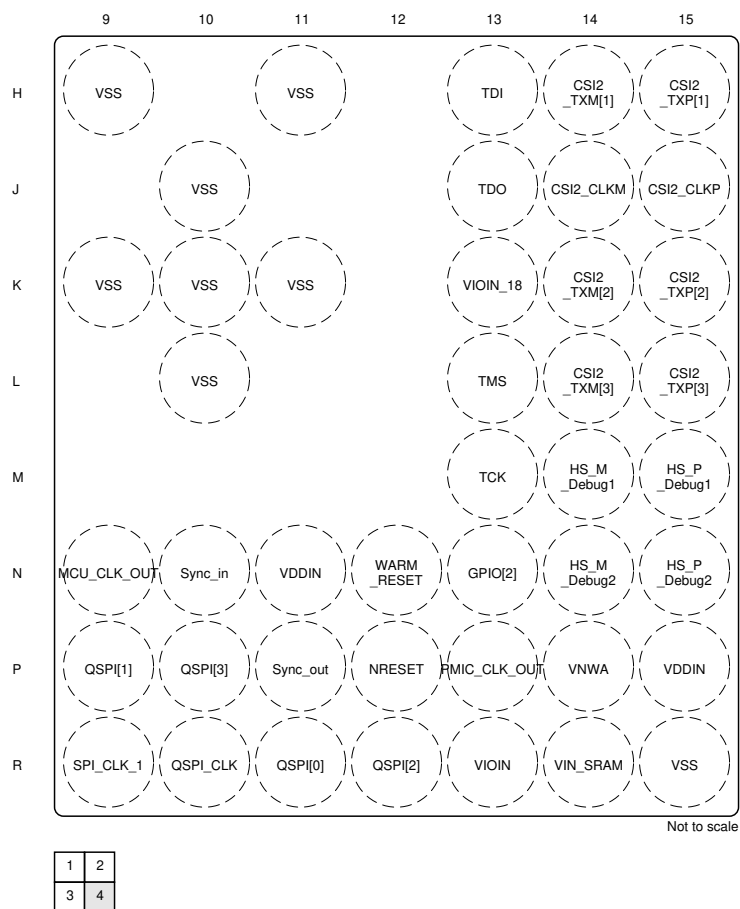 9 10 11 12 13 14 15
H VSS VSS TDI CSI2 _TXM[1] CSI2 _TXP[1]
J VSS TDO CSI2_CLKM CSI2_CLKP
K VSS VSS VSS VIOIN_18 CSI2 _TXM[2] CSI2 _TXP[2]
L VSS TMS CSI2 _TXM[3] CSI2 _TXP[3]
M TCK HS_M _Debug1 HS_P _Debug1
N MCU_CLK_OUT Sync_in VDDIN WARM _RESET GPIO[2] HS_M _Debug2 HS_P _Debug2
P QSPI[1] QSPI[3] Sync_out NRESET PMIC_CLK_OUT VNWA VDDIN
R SPI_CLK_1 QSPI_CLK QSPI[0] QSPI[2] VIOIN VIN_SRAM VSS
Not to scale
1 2
3 4